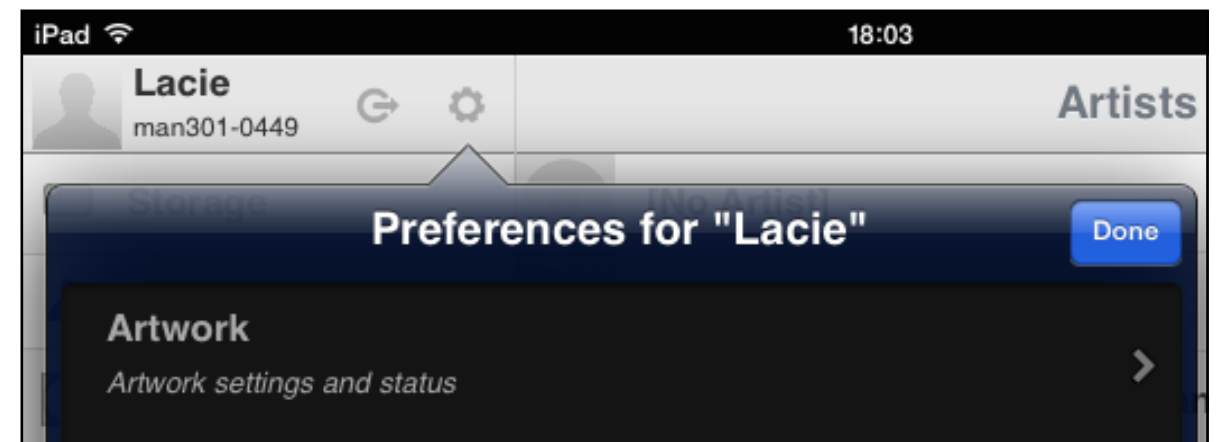 iPad 18:03
Lacie
man301-0449
Artists
Storage
[No Artist]
Preferences for "Lacie"
Done
Artwork
Artwork settings and status